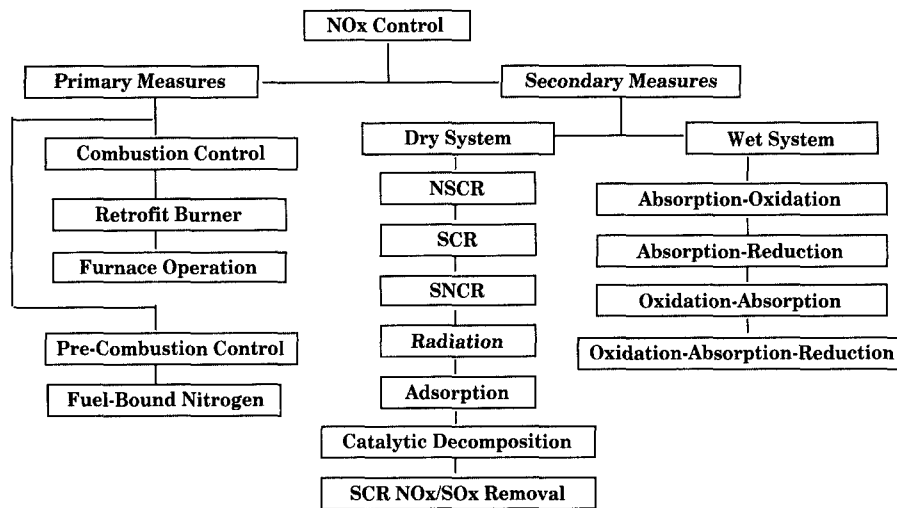 NOx Control
Primary Measures
Secondary Measures
Combustion Control
Retrofit Burner
Furnace Operation
Pre-Combustion Control
Fuel-Bound Nitrogen
Dry System
NSCR
SCR
SNCR
Radiation
Adsorption
Catalytic Decomposition
SCR NOx/SOx Removal
Wet System
Absorption-Oxidation
Absorption-Reduction
Oxidation-Absorption
Oxidation-Absorption-Reduction